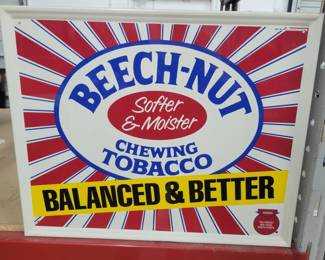 BEECH-NUT
Softer
& Moister
CHEWING
TOBACCO
BALANCED & BETTER